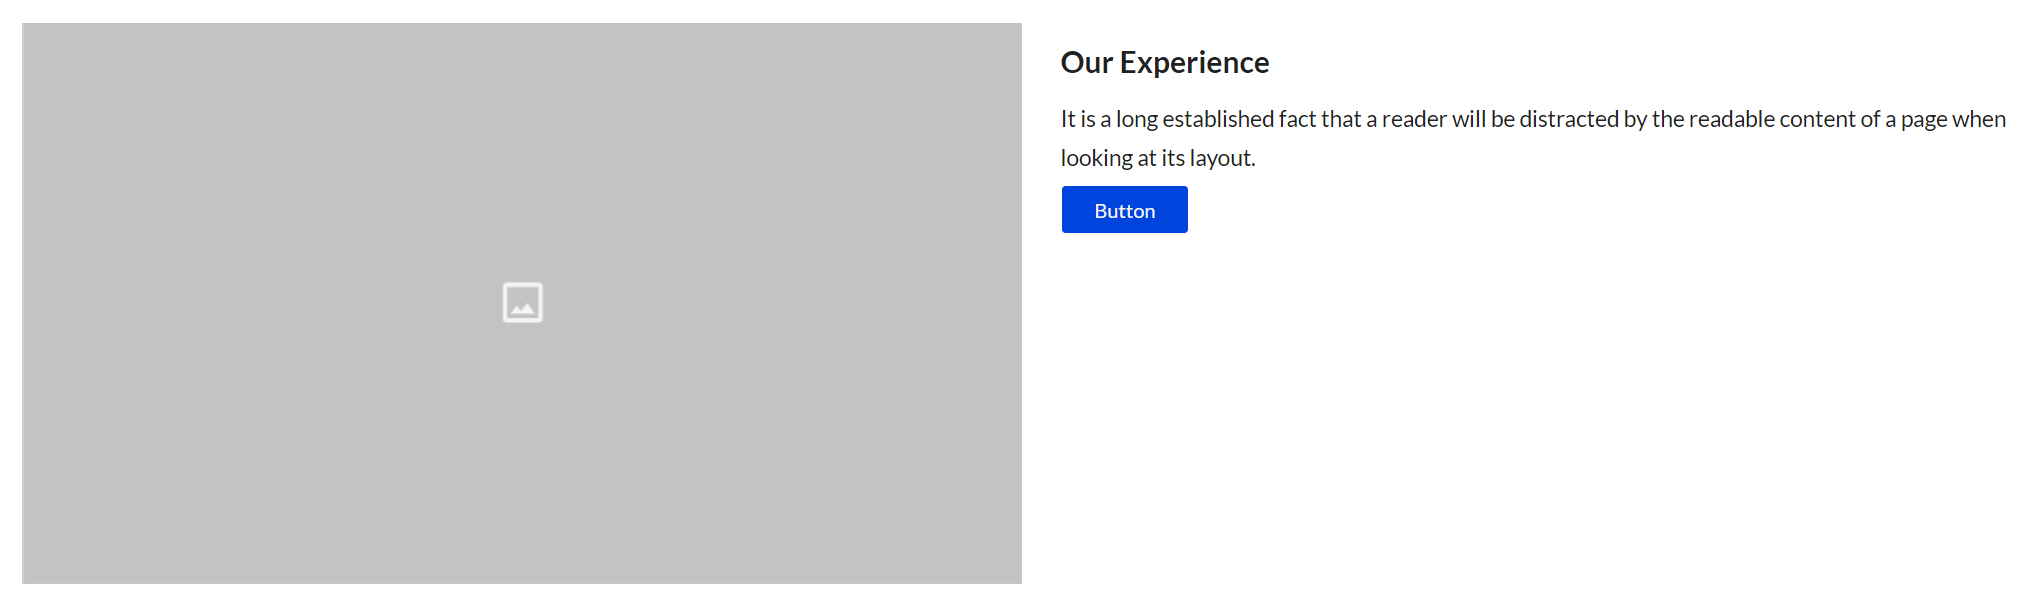 Our Experience
It is a long established fact that a reader will be distracted by the readable content of a page when
looking at its layout.
Button